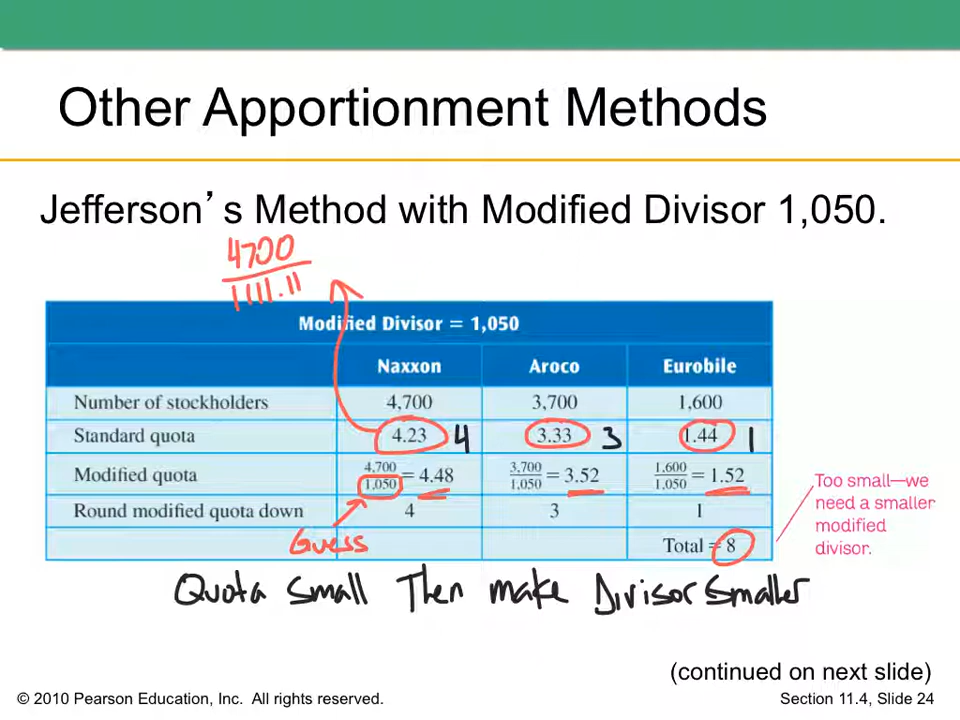 Other Apportionment Methods
Jefferson's Method with Modified Divisor 1,050.
4700
1111.11
Modified Divisor = 1,050
Naxxon Aroco Eurobile
Number of stockholders 4,700 3,700 1,600
Standard quota 4.23 4 3.33 3 1.44 1
Modified quota 4,700/1,050 = 4.48 3,700/1,050 = 3.52 1,600/1,050 = 1.52
Round modified quota down 4 3 1
Guess Total = 8
Too small—we
need a smaller
modified
divisor.
Quota small Then make Divisor Smaller
(continued on next slide)
© 2010 Pearson Education, Inc. All rights reserved. Section 11.4, Slide 24